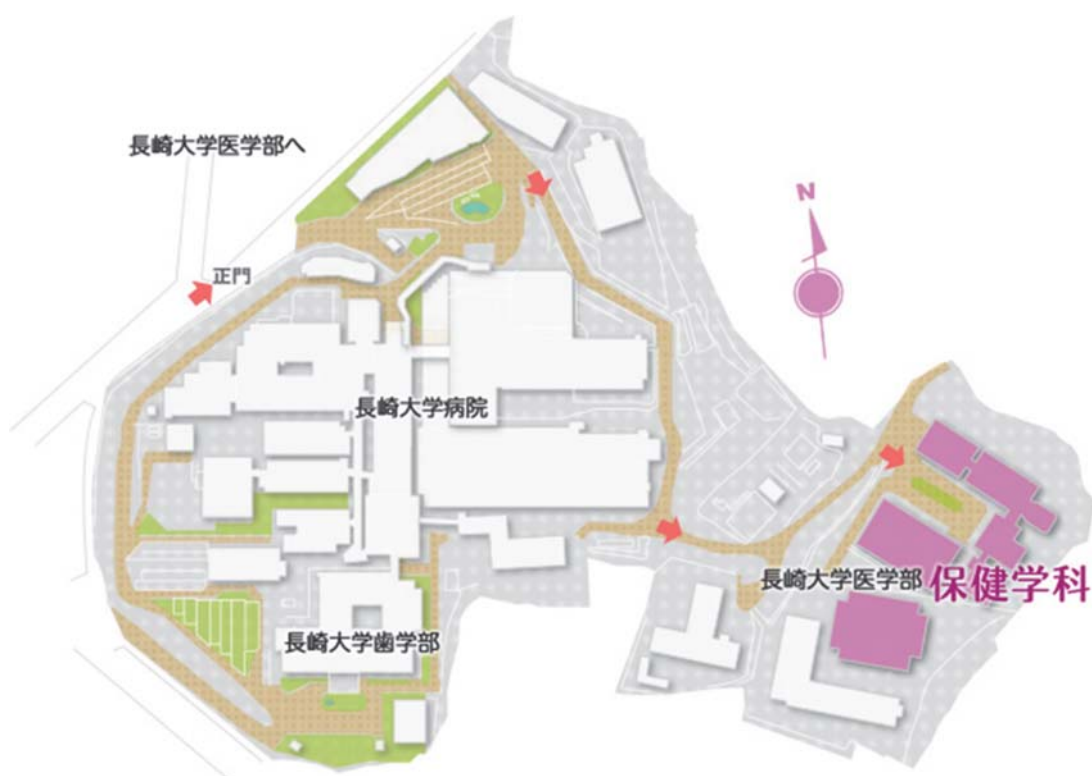 長崎大学医学部へ
正門
N
長崎大学病院
長崎大学医学部 保健学科
長崎大学歯学部